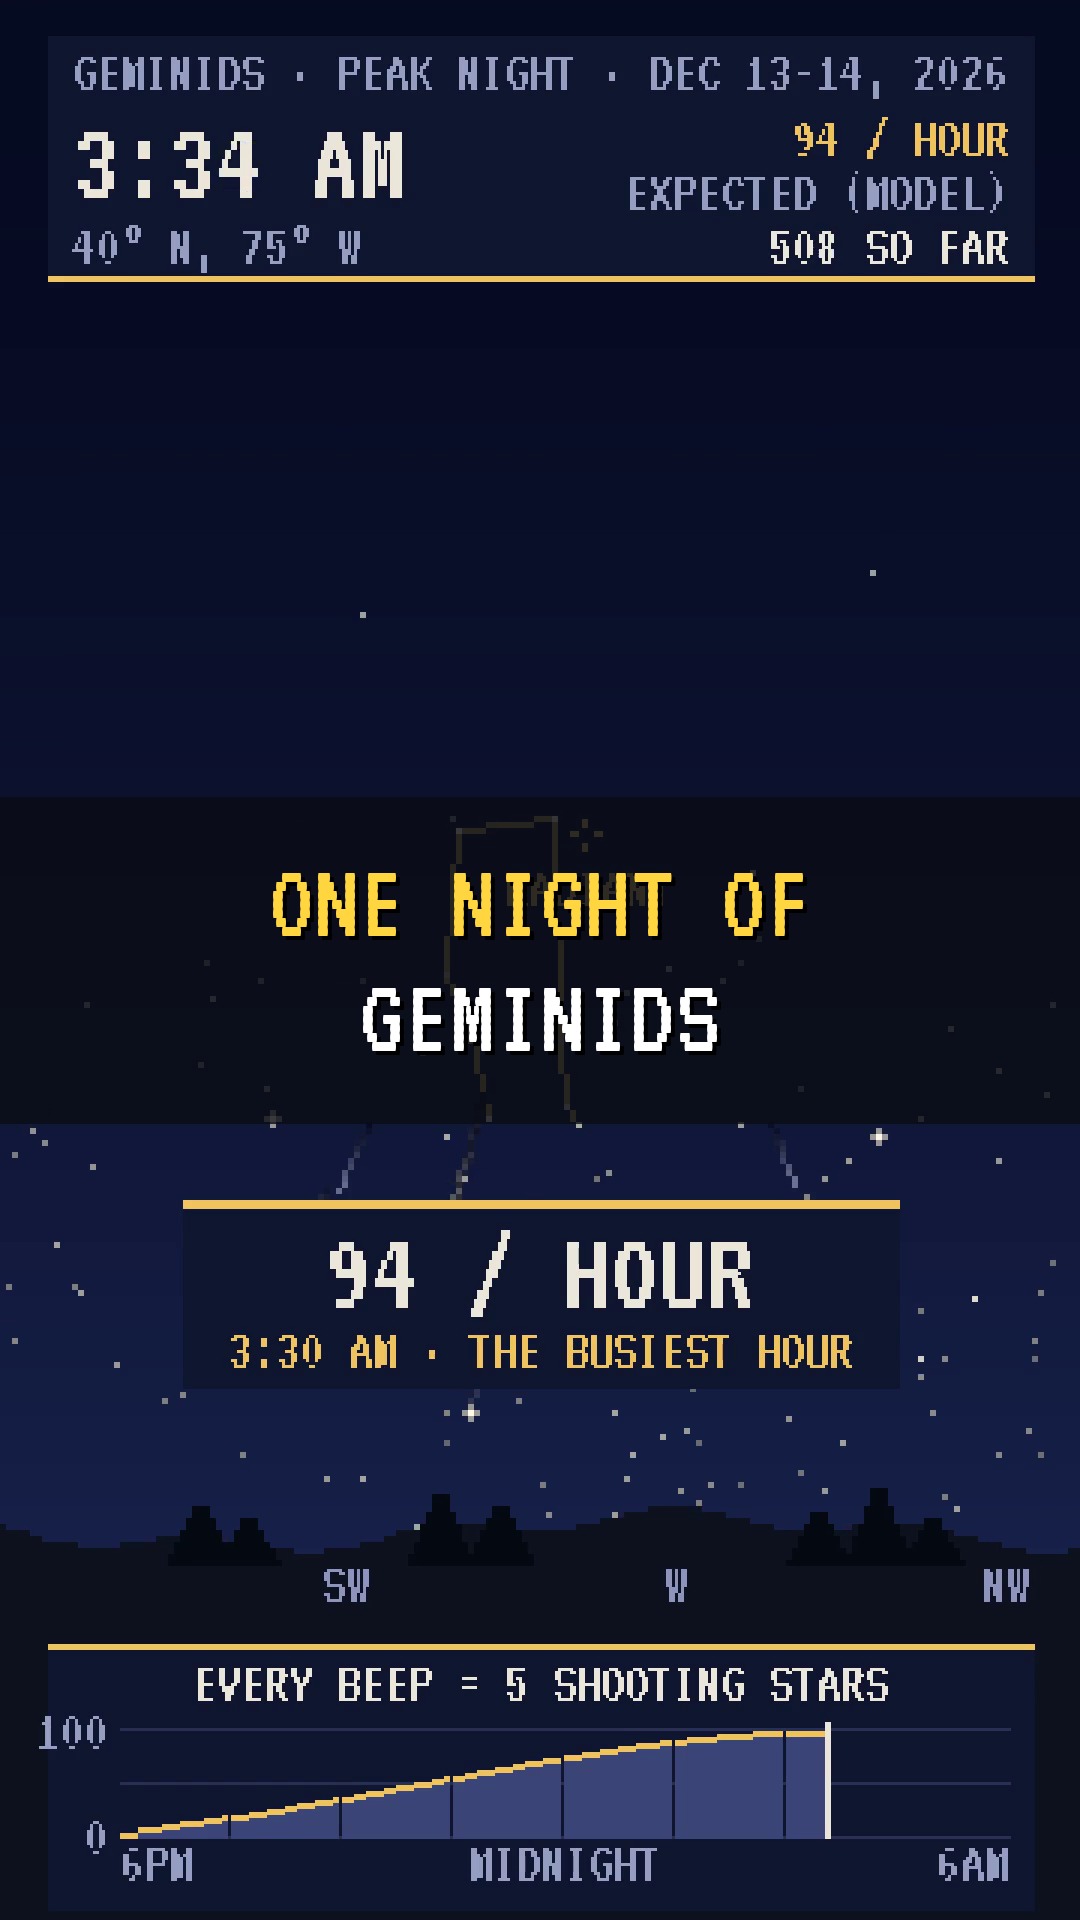 GEMINIDS · PEAK NIGHT · DEC 13-14, 2026
3:34 AM
94 / HOUR
EXPECTED (MODEL)
40° N, 75° W
508 SO FAR
ONE NIGHT OF
GEMINIDS
94 / HOUR
3:30 AM · THE BUSIEST HOUR
SW W NW
EVERY BEEP = 5 SHOOTING STARS
100
0
6PM MIDNIGHT 6AM